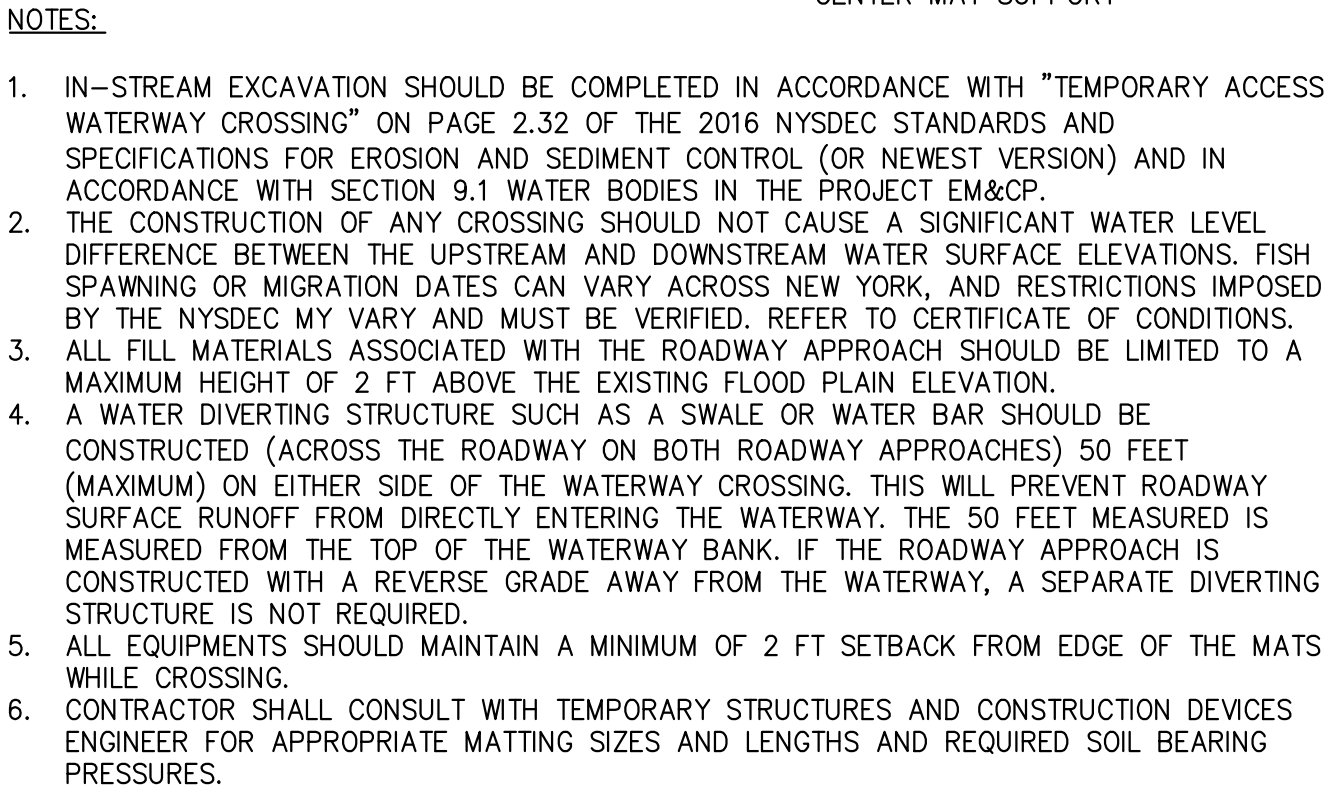 CENTER MAT SUPPORT
NOTES:
1. IN-STREAM EXCAVATION SHOULD BE COMPLETED IN ACCORDANCE WITH "TEMPORARY ACCESS
WATERWAY CROSSING" ON PAGE 2.32 OF THE 2016 NYSDEC STANDARDS AND
SPECIFICATIONS FOR EROSION AND SEDIMENT CONTROL (OR NEWEST VERSION) AND IN
ACCORDANCE WITH SECTION 9.1 WATER BODIES IN THE PROJECT EM&CP.
2. THE CONSTRUCTION OF ANY CROSSING SHOULD NOT CAUSE A SIGNIFICANT WATER LEVEL
DIFFERENCE BETWEEN THE UPSTREAM AND DOWNSTREAM WATER SURFACE ELEVATIONS. FISH
SPAWNING OR MIGRATION DATES CAN VARY ACROSS NEW YORK, AND RESTRICTIONS IMPOSED
BY THE NYSDEC MY VARY AND MUST BE VERIFIED. REFER TO CERTIFICATE OF CONDITIONS.
3. ALL FILL MATERIALS ASSOCIATED WITH THE ROADWAY APPROACH SHOULD BE LIMITED TO A
MAXIMUM HEIGHT OF 2 FT ABOVE THE EXISTING FLOOD PLAIN ELEVATION.
4. A WATER DIVERTING STRUCTURE SUCH AS A SWALE OR WATER BAR SHOULD BE
CONSTRUCTED (ACROSS THE ROADWAY ON BOTH ROADWAY APPROACHES) 50 FEET
(MAXIMUM) ON EITHER SIDE OF THE WATERWAY CROSSING. THIS WILL PREVENT ROADWAY
SURFACE RUNOFF FROM DIRECTLY ENTERING THE WATERWAY. THE 50 FEET MEASURED IS
MEASURED FROM THE TOP OF THE WATERWAY BANK. IF THE ROADWAY APPROACH IS
CONSTRUCTED WITH A REVERSE GRADE AWAY FROM THE WATERWAY, A SEPARATE DIVERTING
STRUCTURE IS NOT REQUIRED.
5. ALL EQUIPMENTS SHOULD MAINTAIN A MINIMUM OF 2 FT SETBACK FROM EDGE OF THE MATS
WHILE CROSSING.
6. CONTRACTOR SHALL CONSULT WITH TEMPORARY STRUCTURES AND CONSTRUCTION DEVICES
ENGINEER FOR APPROPRIATE MATTING SIZES AND LENGTHS AND REQUIRED SOIL BEARING
PRESSURES.